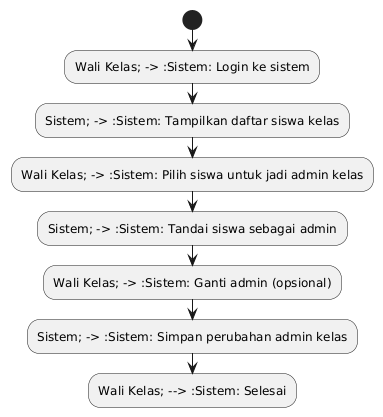 Wali Kelas; -> :Sistem: Login ke sistem
Sistem; -> :Sistem: Tampilkan daftar siswa kelas
Wali Kelas; -> :Sistem: Pilih siswa untuk jadi admin kelas
Sistem; -> :Sistem: Tandai siswa sebagai admin
Wali Kelas; -> :Sistem: Ganti admin (opsional)
Sistem; -> :Sistem: Simpan perubahan admin kelas
Wali Kelas; --> :Sistem: Selesai